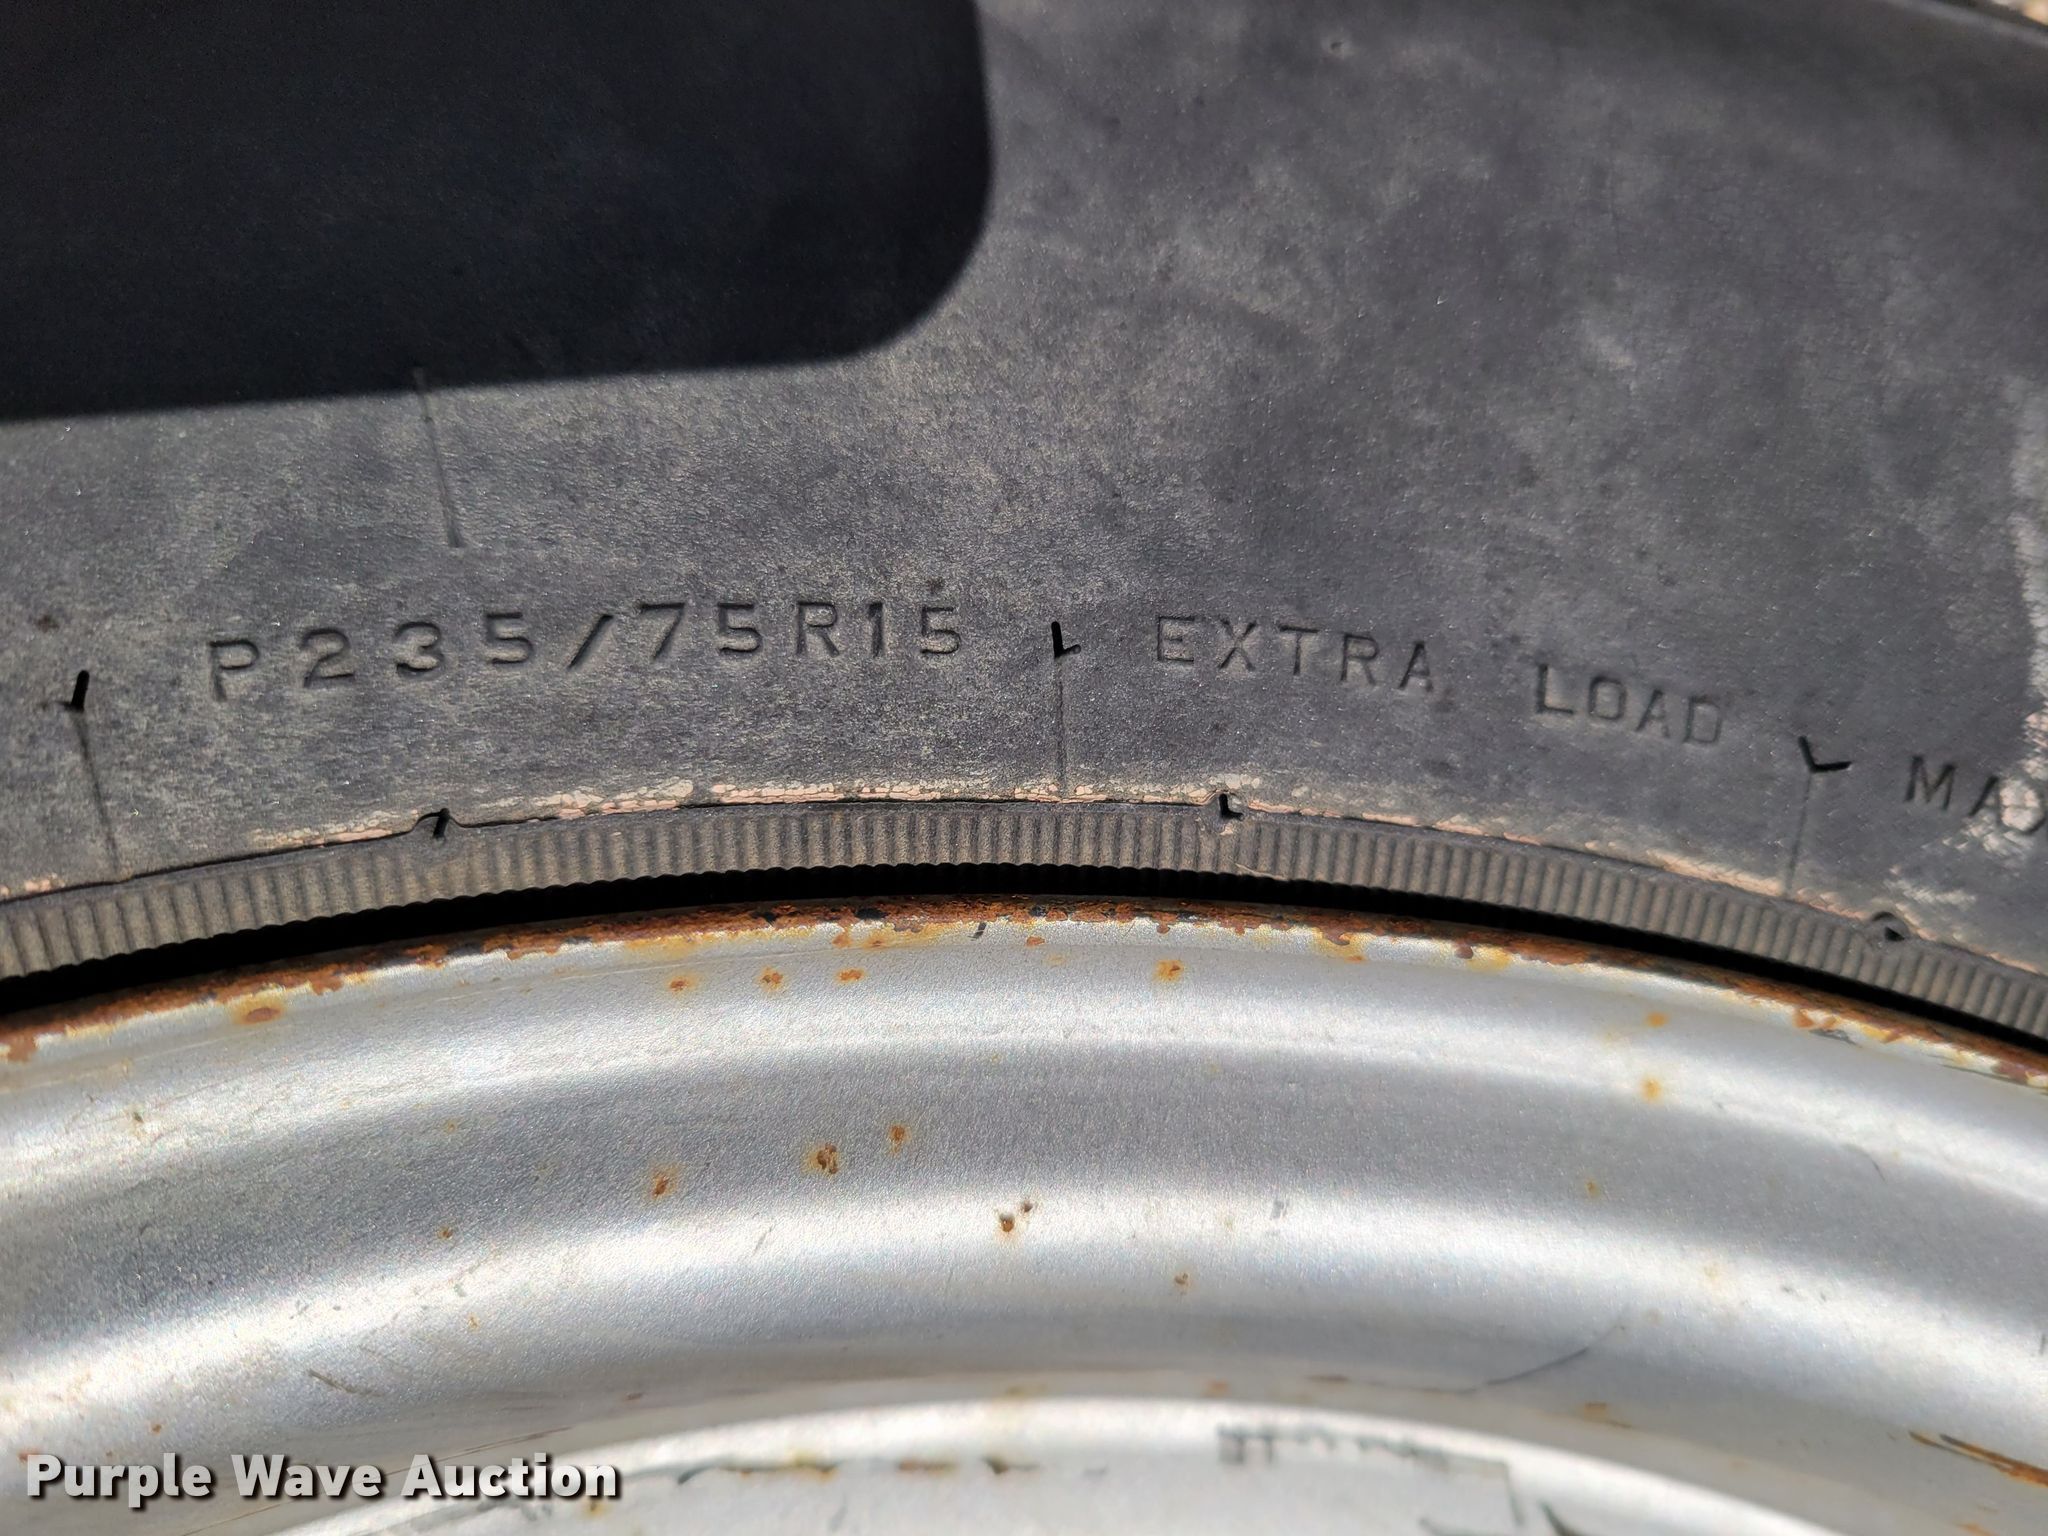 P235/75R15 EXTRA LOAD
Purple Wave Auction